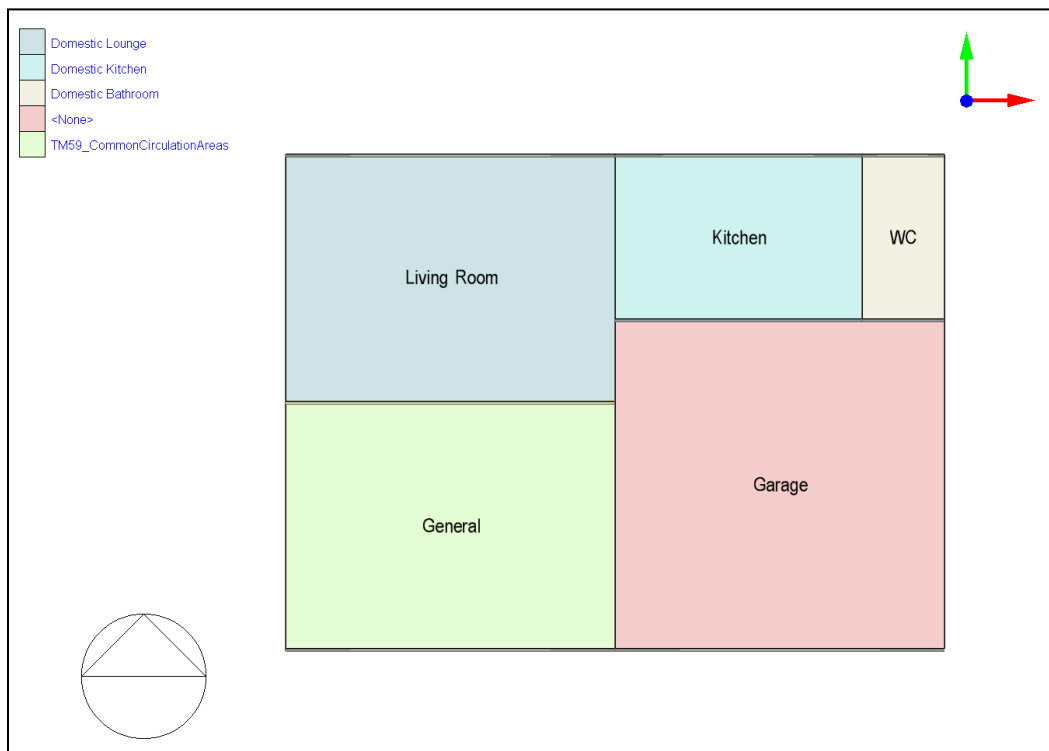 Domestic Lounge
Domestic Kitchen
Domestic Bathroom
<None>
TM59_CommonCirculationAreas
Living Room
Kitchen
WC
General
Garage